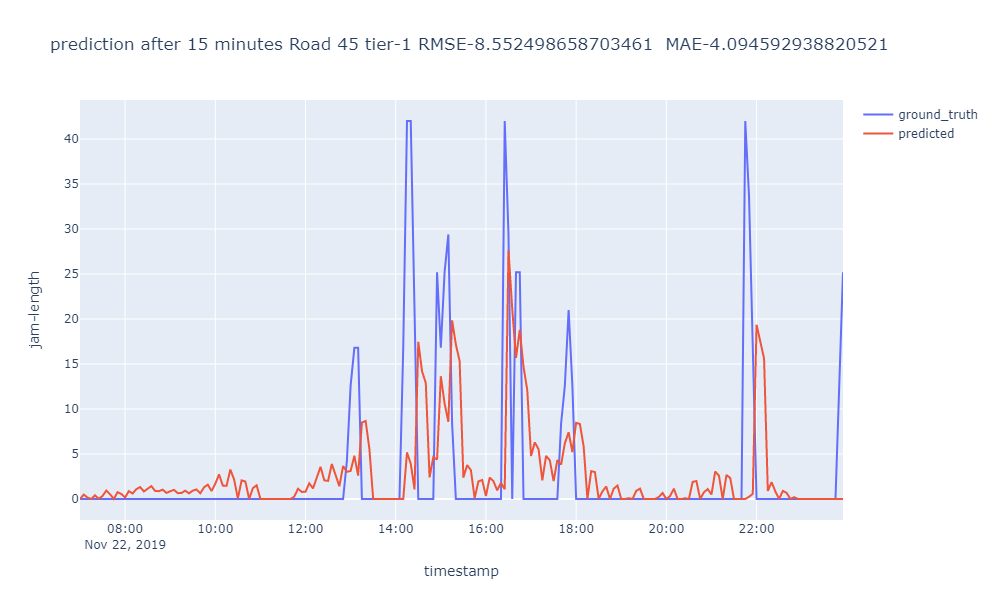 prediction after 15 minutes Road 45 tier-1 RMSE-8.552498658703461  MAE-4.094592938820521
ground_truth
predicted
40
35
30
25
20
15
10
5
0
jam-length
08:00 10:00 12:00 14:00 16:00 18:00 20:00 22:00
Nov 22, 2019
timestamp